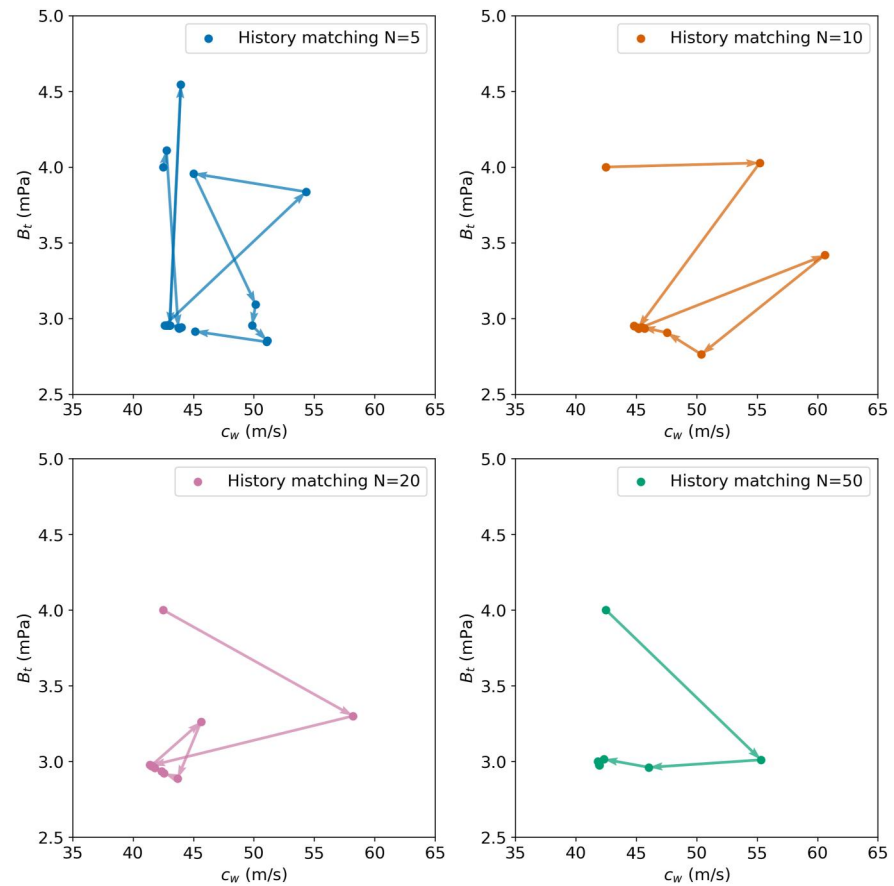 5.0
4.5
4.0
3.5
3.0
2.5
B_t (mPa)
History matching N=5
35 40 45 50 55 60 65
c_w (m/s)
5.0
4.5
4.0
3.5
3.0
2.5
B_t (mPa)
History matching N=10
35 40 45 50 55 60 65
c_w (m/s)
5.0
4.5
4.0
3.5
3.0
2.5
B_t (mPa)
History matching N=20
35 40 45 50 55 60 65
c_w (m/s)
5.0
4.5
4.0
3.5
3.0
2.5
B_t (mPa)
History matching N=50
35 40 45 50 55 60 65
c_w (m/s)